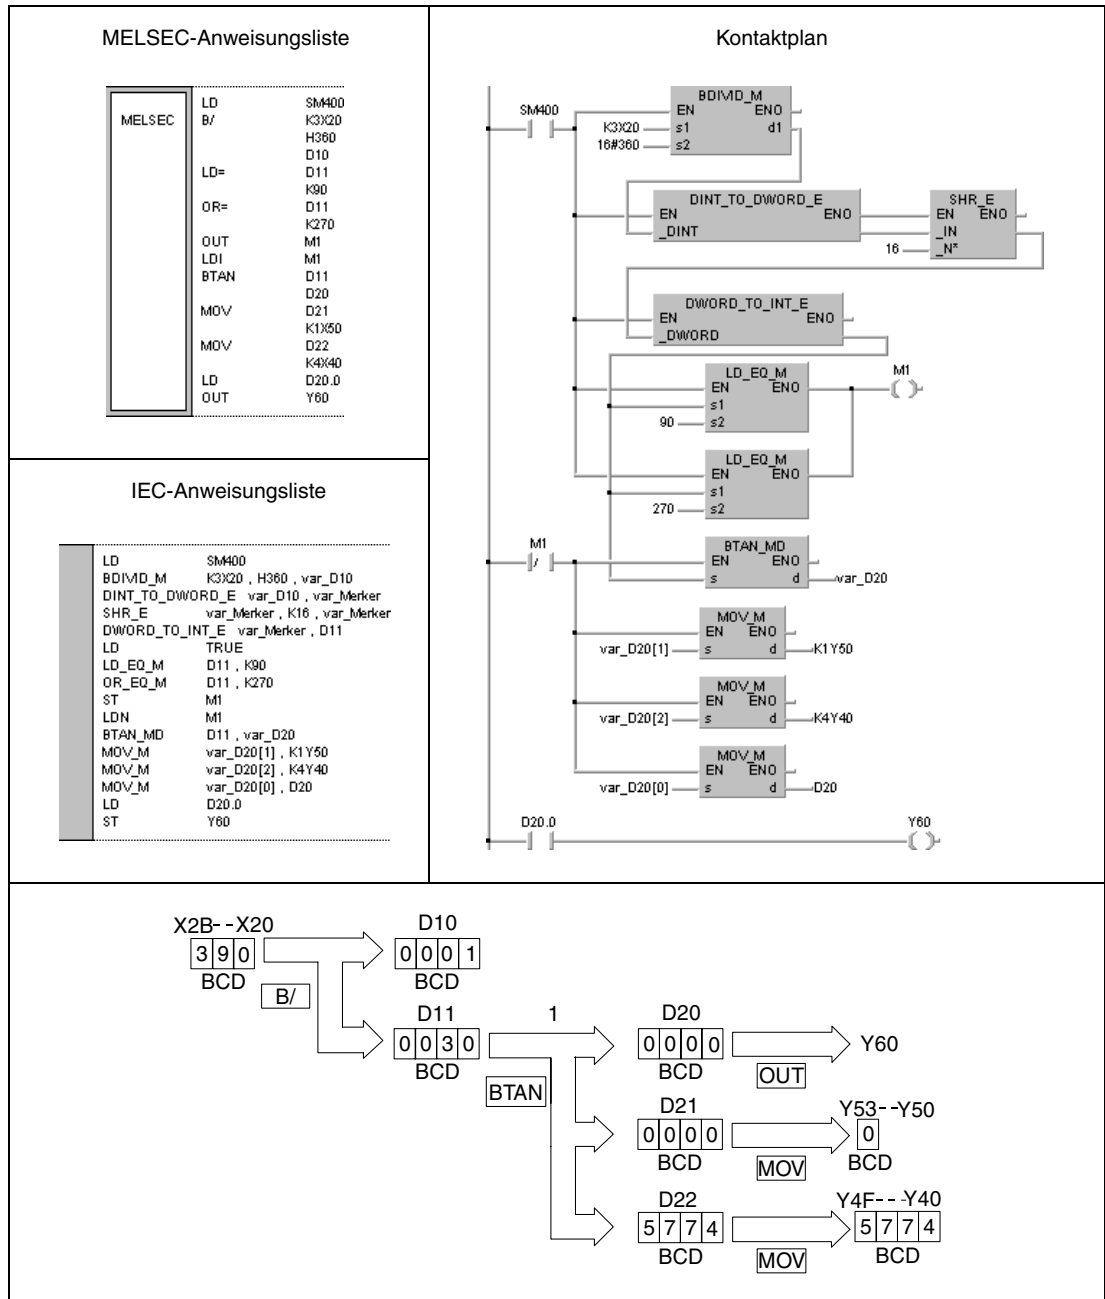 MELSEC-Anweisungsliste
MELSEC
LD SM400
B/ K3X20
H360
D10
LD= D11
K90
OR= D11
K270
OUT M1
LDI M1
BTAN D11
D20
MOV D21
K1X50
MOV D22
K4X40
LD D20.0
OUT Y60
IEC-Anweisungsliste
LD SM400
BDIVID_M K3X20 , H360 , var_D10
DINT_TO_DWORD_E var_D10 , var_Merker
SHR_E var_Merker , K16 , var_Merker
DWORD_TO_INT_E var_Merker , D11
LD TRUE
LD_EQ_M D11 , K90
OR_EQ_M D11 , K270
ST M1
LDN M1
BTAN_MD D11 , var_D20
MOV_M var_D20[1] , K1Y50
MOV_M var_D20[2] , K4Y40
MOV_M var_D20[0] , D20
LD D20.0
ST Y60
Kontaktplan
SM400
BDIVID_M
EN ENO
K3X20 s1 d1
16#360 s2
DINT_TO_DWORD_E
EN ENO
_DINT
SHR_E
EN ENO
_IN
16 _N*
DWORD_TO_INT_E
EN ENO
_DWORD
LD_EQ_M
EN ENO
s1
90 s2
M1
LD_EQ_M
EN ENO
s1
270 s2
M1
BTAN_MD
EN ENO
s d var_D20
MOV_M
EN ENO
var_D20[1] s d K1Y50
MOV_M
EN ENO
var_D20[2] s d K4Y40
MOV_M
EN ENO
var_D20[0] s d D20
D20.0 Y60
X2B- -X20
3 9 0
BCD
B/
D10
0 0 0 1
BCD
D11
0 0 3 0
BCD
1
BTAN
D20
0 0 0 0
BCD
OUT
Y60
D21
0 0 0 0
BCD
MOV
Y53- -Y50
0
BCD
D22
5 7 7 4
BCD
MOV
Y4F- - -Y40
5 7 7 4
BCD